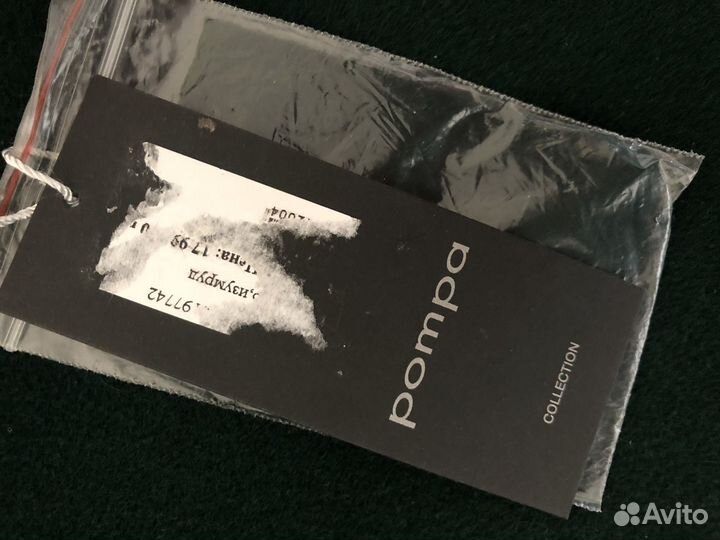 pompa
COLLECTION
97742
изумруд
Цена: 17 99
Avito